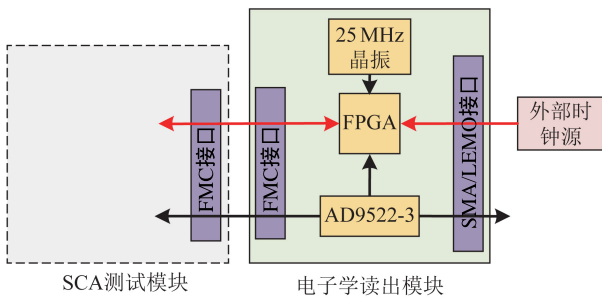 25 MHz
晶振
FPGA
AD9522-3
FMC接口
FMC接口
SMA/LEMO接口
外部时
钟源
SCA测试模块
电子学读出模块